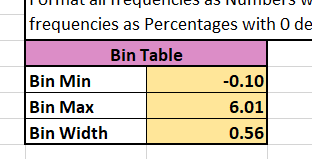 Format all frequencies as Numbers w
frequencies as Percentages with 0 de
Bin Table
Bin Min -0.10
Bin Max 6.01
Bin Width 0.56